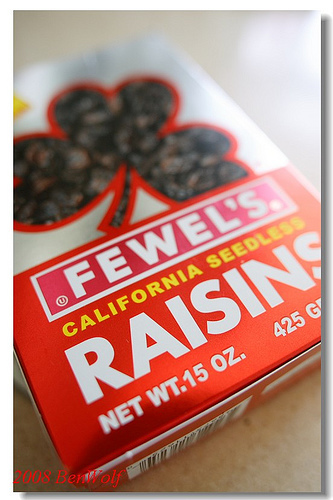 FEWEL'S.
CALIFORNIA SEEDLESS
RAISINS
NET WT.15 OZ. 425 G
2008 BenWolf